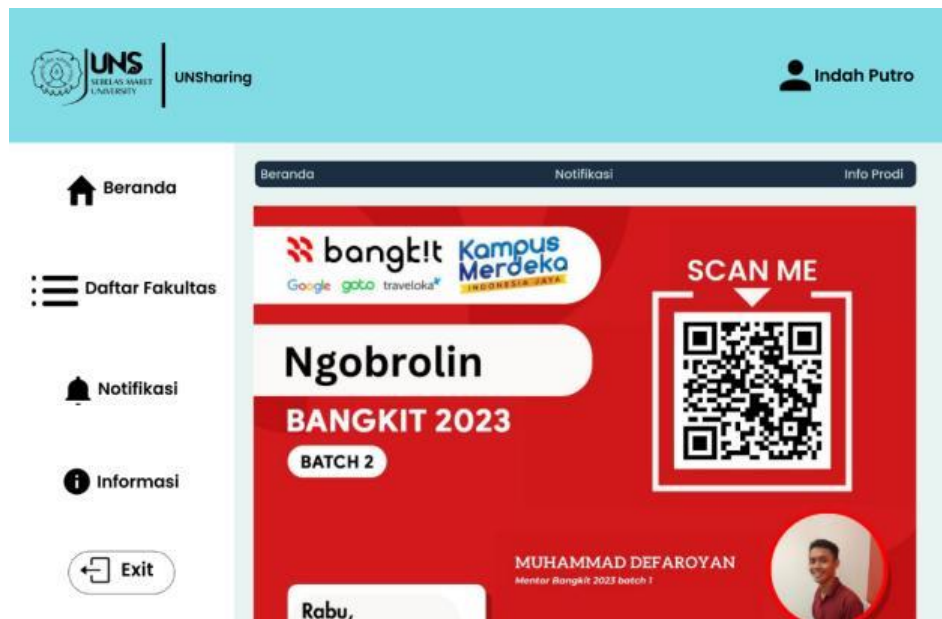 UNS
SEBELAS MARET
UNIVERSITY
UNSharing
Indah Putro
Beranda
Daftar Fakultas
Notifikasi
Informasi
Exit
Beranda Notifikasi Info Prodi
bangk!t
Google goto traveloka
Kampus
Merdeka
INDONESIA JAYA
SCAN ME
Ngobrolin
BANGKIT 2023
BATCH 2
MUHAMMAD DEFAROYAN
Mentor Bangkit 2023 batch 1
Rabu,